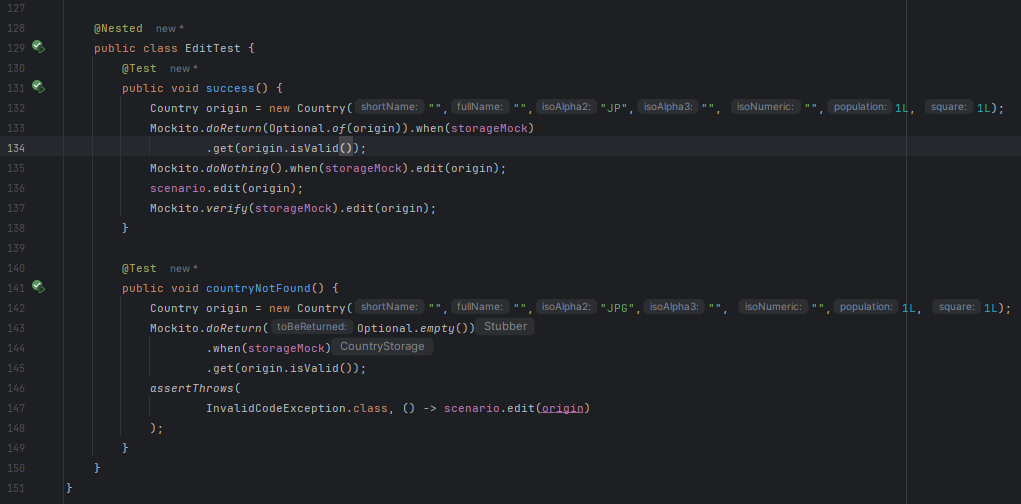 127
128 @Nested new *
129 public class EditTest {
130 @Test new *
131 public void success() {
132 Country origin = new Country( shortName: "", fullName: "", isoAlpha2: "JP", isoAlpha3: "", isoNumeric: "", population: 1L, square: 1L);
133 Mockito.doReturn(Optional.of(origin)).when(storageMock)
134 .get(origin.isValid());
135 Mockito.doNothing().when(storageMock).edit(origin);
136 scenario.edit(origin);
137 Mockito.verify(storageMock).edit(origin);
138 }
139
140 @Test new *
141 public void countryNotFound() {
142 Country origin = new Country( shortName: "", fullName: "", isoAlpha2: "JPG", isoAlpha3: "", isoNumeric: "", population: 1L, square: 1L);
143 Mockito.doReturn( toBeReturned: Optional.empty()) Stubber
144 .when(storageMock) CountryStorage
145 .get(origin.isValid());
146 assertThrows(
147 InvalidCodeException.class, () -> scenario.edit(origin)
148 );
149 }
150 }
151 }